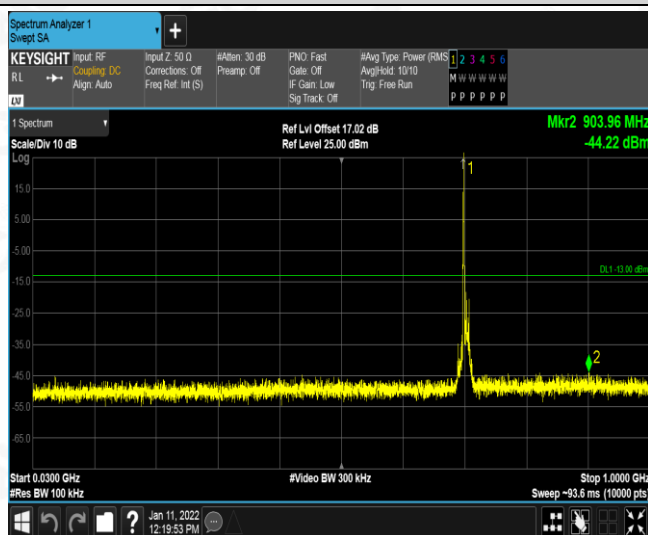 Spectrum Analyzer 1
Swept SA
+
KEYSIGHT Input: RF Input Z: 50 Ω #Atten: 30 dB PNO: Fast #Avg Type: Power (RMS 1 2 3 4 5 6
RL Coupling: DC Corrections: Off Preamp: Off Gate: Off Avg|Hold: 10/10 M W W W W W
Align: Auto Freq Ref: Int (S) IF Gain: Low Trig: Free Run
Sig Track: Off P P P P P P
LXI
1 Spectrum Ref Lvl Offset 17.02 dB Mkr2 903.96 MHz
Scale/Div 10 dB Ref Level 25.00 dBm -44.22 dBm
Log
1
15.0
5.00
-5.00
DL1 -13.00 dBm
-15.0
-25.0
-35.0
2
-45.0
-55.0
-65.0
Start 0.0300 GHz #Video BW 300 kHz Stop 1.0000 GHz
#Res BW 100 kHz Sweep ~93.6 ms (10000 pts)
? Jan 11, 2022
12:19:53 PM